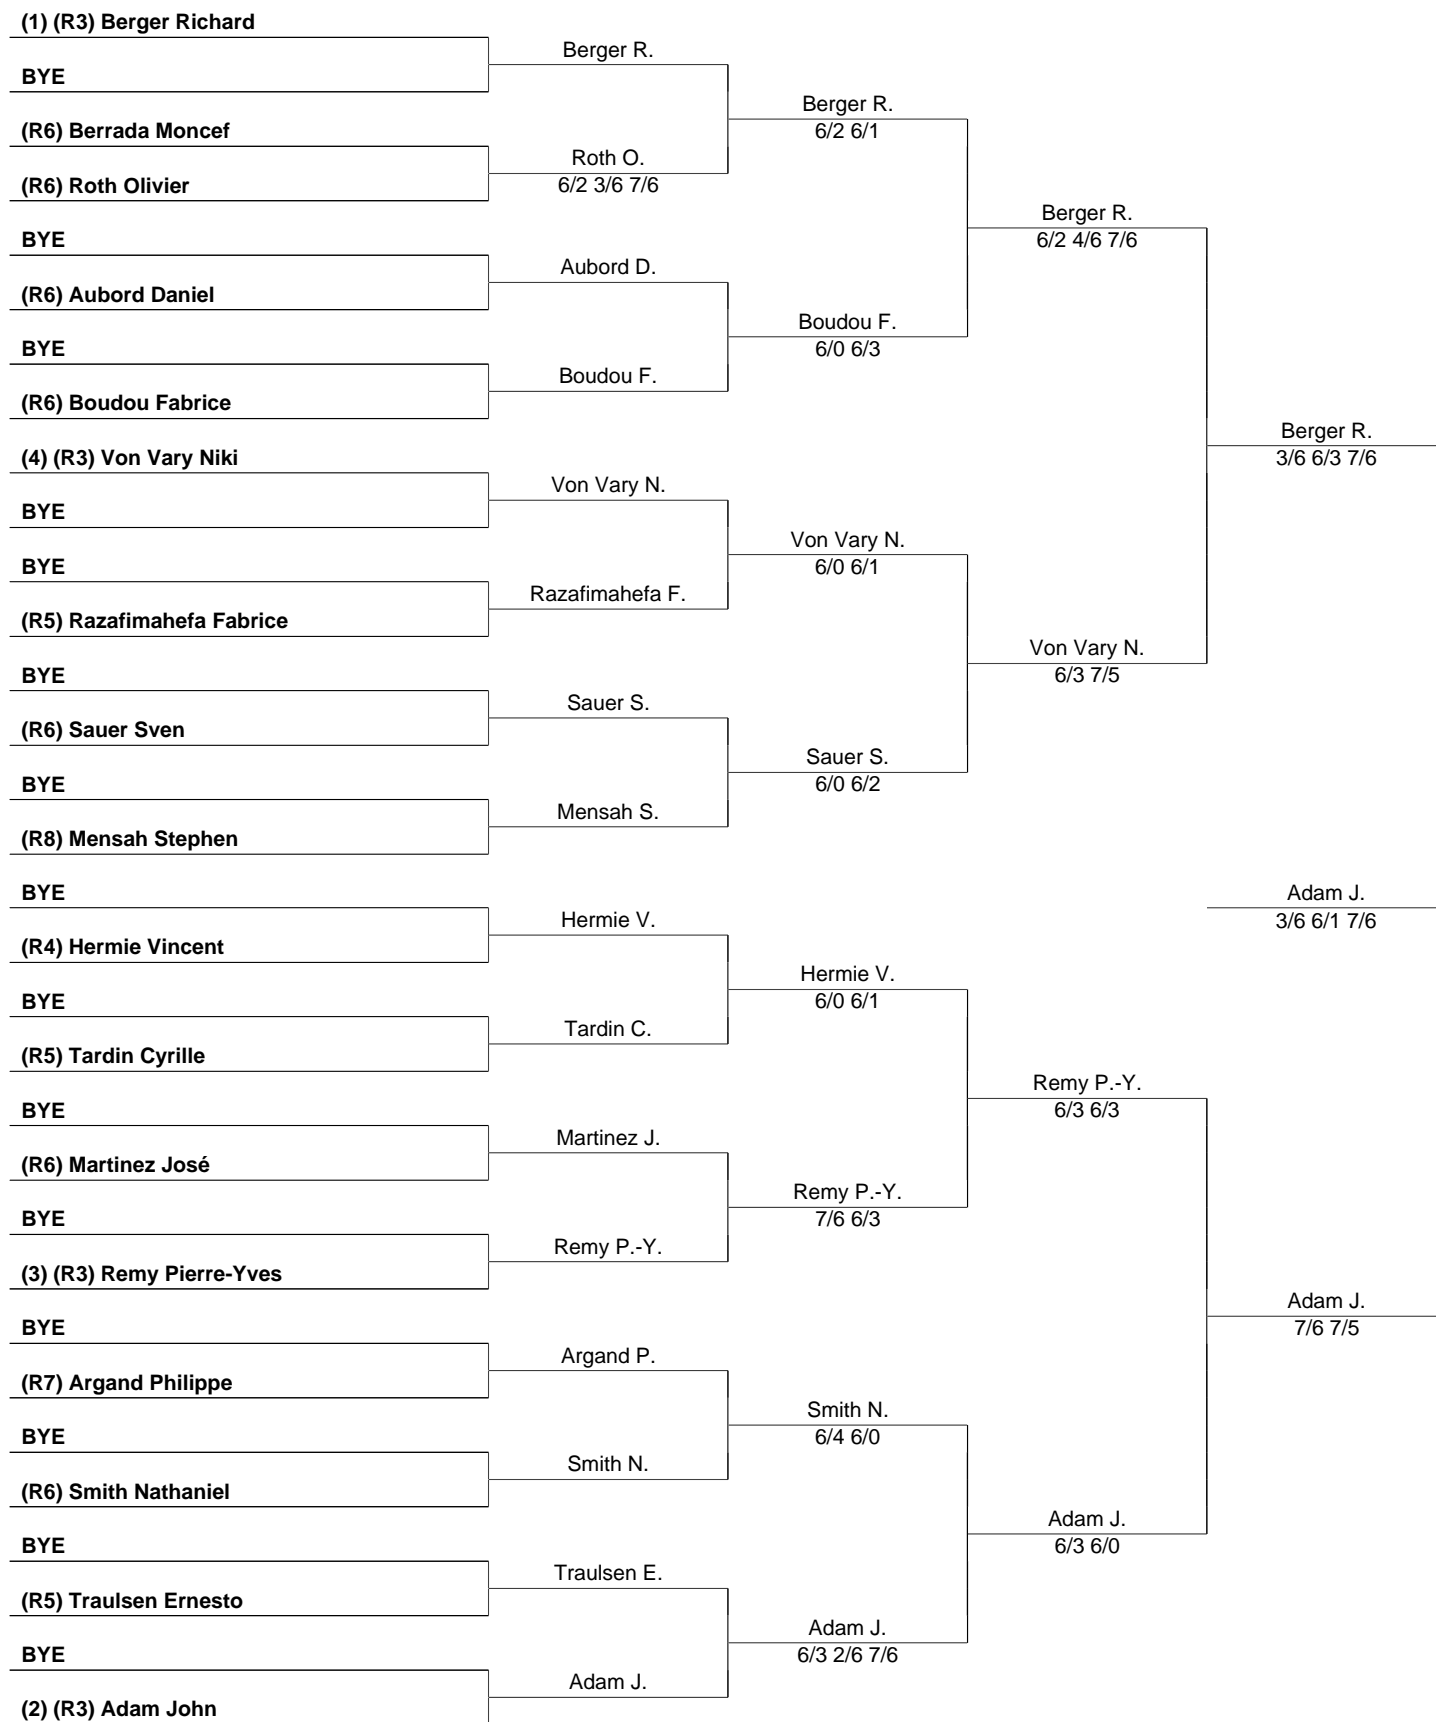 (1) (R3) Berger Richard
BYE
(R6) Berrada Moncef
(R6) Roth Olivier
BYE
(R6) Aubord Daniel
BYE
(R6) Boudou Fabrice
(4) (R3) Von Vary Niki
BYE
BYE
(R5) Razafimahefa Fabrice
BYE
(R6) Sauer Sven
BYE
(R8) Mensah Stephen
BYE
(R4) Hermie Vincent
BYE
(R5) Tardin Cyrille
BYE
(R6) Martinez José
BYE
(3) (R3) Remy Pierre-Yves
BYE
(R7) Argand Philippe
BYE
(R6) Smith Nathaniel
BYE
(R5) Traulsen Ernesto
BYE
(2) (R3) Adam John
Berger R.
Roth O.
6/2 3/6 7/6
Aubord D.
Boudou F.
Von Vary N.
Razafimahefa F.
Sauer S.
Mensah S.
Hermie V.
Tardin C.
Martinez J.
Remy P.-Y.
Argand P.
Smith N.
Traulsen E.
Adam J.
Berger R.
6/2 6/1
Boudou F.
6/0 6/3
Von Vary N.
6/0 6/1
Sauer S.
6/0 6/2
Hermie V.
6/0 6/1
Remy P.-Y.
7/6 6/3
Smith N.
6/4 6/0
Adam J.
6/3 2/6 7/6
Berger R.
6/2 4/6 7/6
Von Vary N.
6/3 7/5
Remy P.-Y.
6/3 6/3
Adam J.
6/3 6/0
Berger R.
3/6 6/3 7/6
Adam J.
3/6 6/1 7/6
Adam J.
7/6 7/5